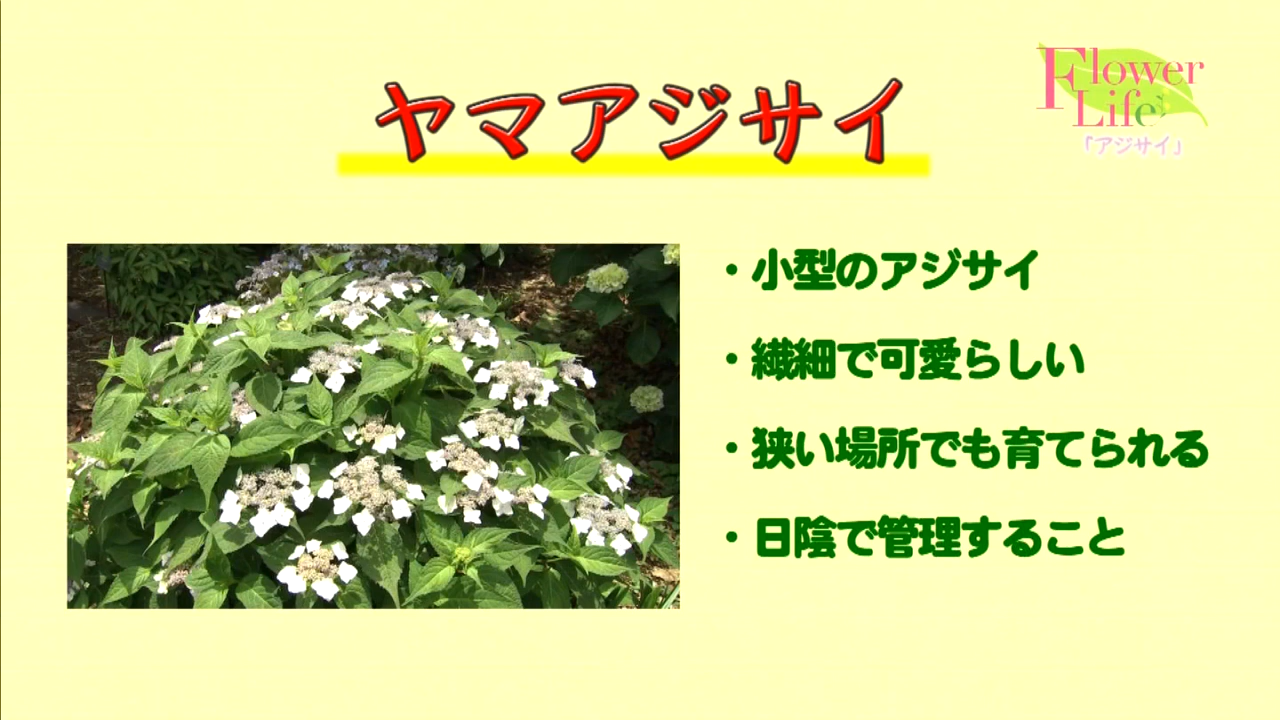 ヤマアジサイ
Flower
Life
「アジサイ」
・小型のアジサイ
・繊細で可愛らしい
・狭い場所でも育てられる
・日陰で管理すること